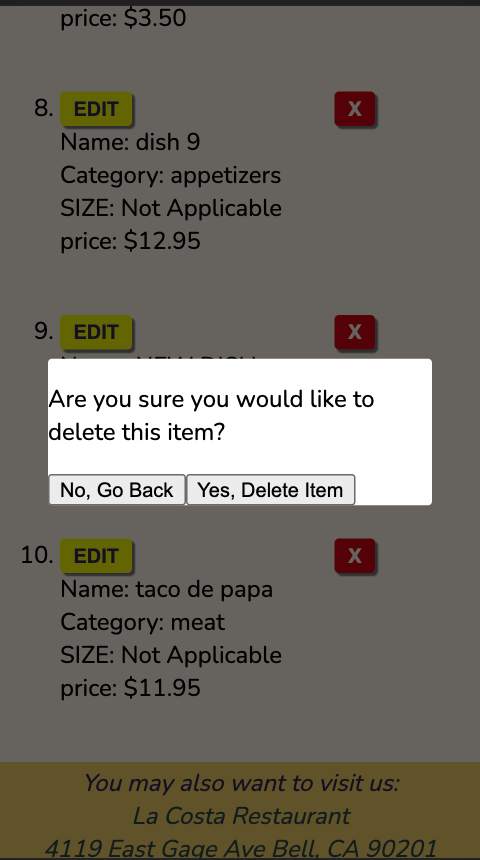 price: $3.50
8. EDIT X
Name: dish 9
Category: appetizers
SIZE: Not Applicable
price: $12.95
9. EDIT X
Name: NEW DISH
Are you sure you would like to
delete this item?
No, Go Back Yes, Delete Item
10. EDIT X
Name: taco de papa
Category: meat
SIZE: Not Applicable
price: $11.95
You may also want to visit us:
La Costa Restaurant
4119 East Gage Ave Bell, CA 90201